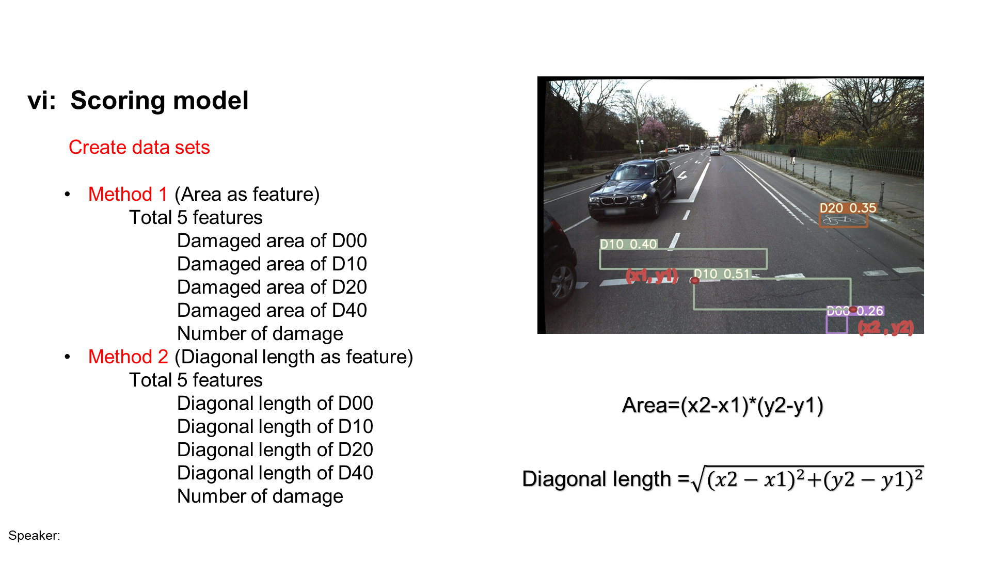 vi:  Scoring model
Create data sets
• Method 1 (Area as feature)
Total 5 features
Damaged area of D00
Damaged area of D10
Damaged area of D20
Damaged area of D40
Number of damage
• Method 2 (Diagonal length as feature)
Total 5 features
Diagonal length of D00
Diagonal length of D10
Diagonal length of D20
Diagonal length of D40
Number of damage
D20 0.35
D10 0.40
(x1, y1)
D10 0.51
D00 0.26
(x2 , y2)
Area=(x2-x1)*(y2-y1)
Diagonal length =√(x2 − x1)²+(y2 − y1)²
Speaker: